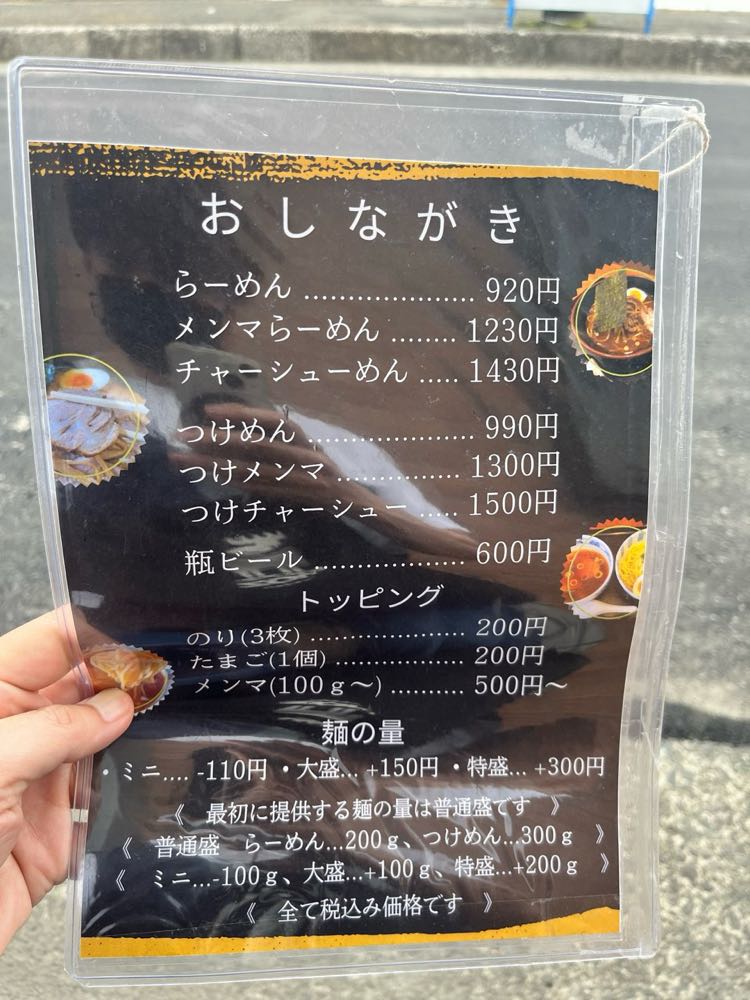 おしながき
らーめん .................... 920円
メンマらーめん ........ 1230円
チャーシューめん ..... 1430円
つけめん ....................... 990円
つけメンマ ................. 1300円
つけチャーシュー ..... 1500円
瓶ビール .................... 600円
トッピング
のり(3枚) ...................... 200円
たまご(1個) .................. 200円
メンマ(100ｇ～) .......... 500円～
麺の量
・ミニ.... -110円 ・大盛... +150円 ・特盛... +300円
《 最初に提供する麺の量は普通盛です 》
《 普通盛 らーめん...200ｇ、つけめん...300ｇ 》
《 ミニ...-100ｇ、大盛...+100ｇ、特盛...+200ｇ 》
《 全て税込み価格です 》